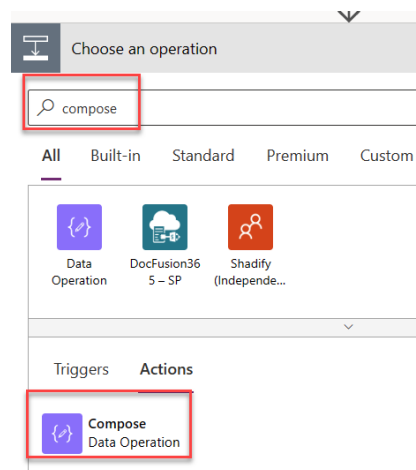 Choose an operation
compose
All Built-in Standard Premium Custom
Data
Operation
DocFusion36
5 – SP
Shadify
(Independe...
Triggers Actions
Compose
Data Operation